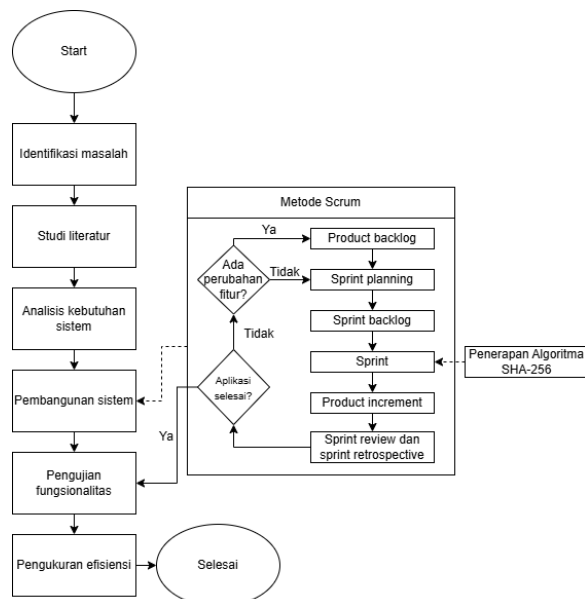 Start
Identifikasi masalah
Studi literatur
Analisis kebutuhan
sistem
Pembangunan sistem
Pengujian
fungsionalitas
Pengukuran efisiensi
Selesai
Metode Scrum
Ya
Product backlog
Ada
perubahan
fitur?
Tidak
Sprint planning
Sprint backlog
Tidak
Sprint
Penerapan Algoritma
SHA-256
Aplikasi
selesai?
Product increment
Ya
Sprint review dan
sprint retrospective